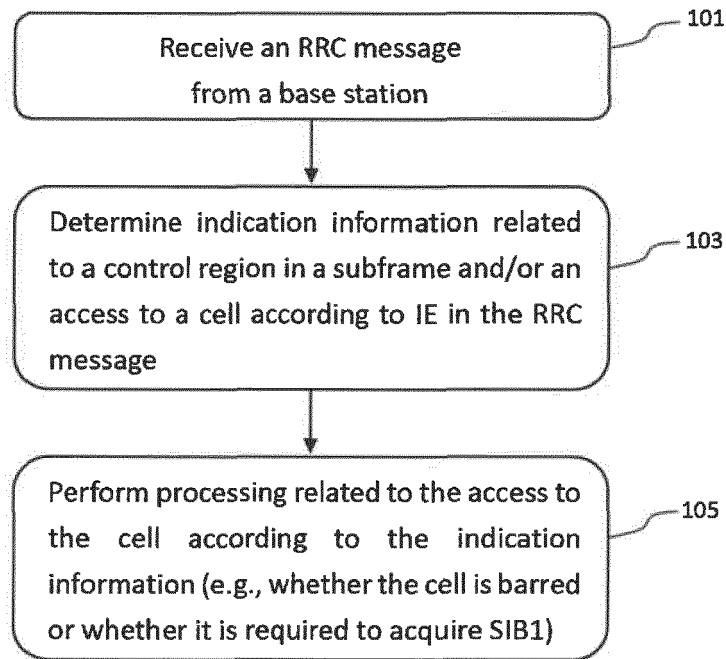 Receive an RRC message
from a base station
101
Determine indication information related
to a control region in a subframe and/or an
access to a cell according to IE in the RRC
message
103
Perform processing related to the access to
the cell according to the indication
information (e.g., whether the cell is barred
or whether it is required to acquire SIB1)
105